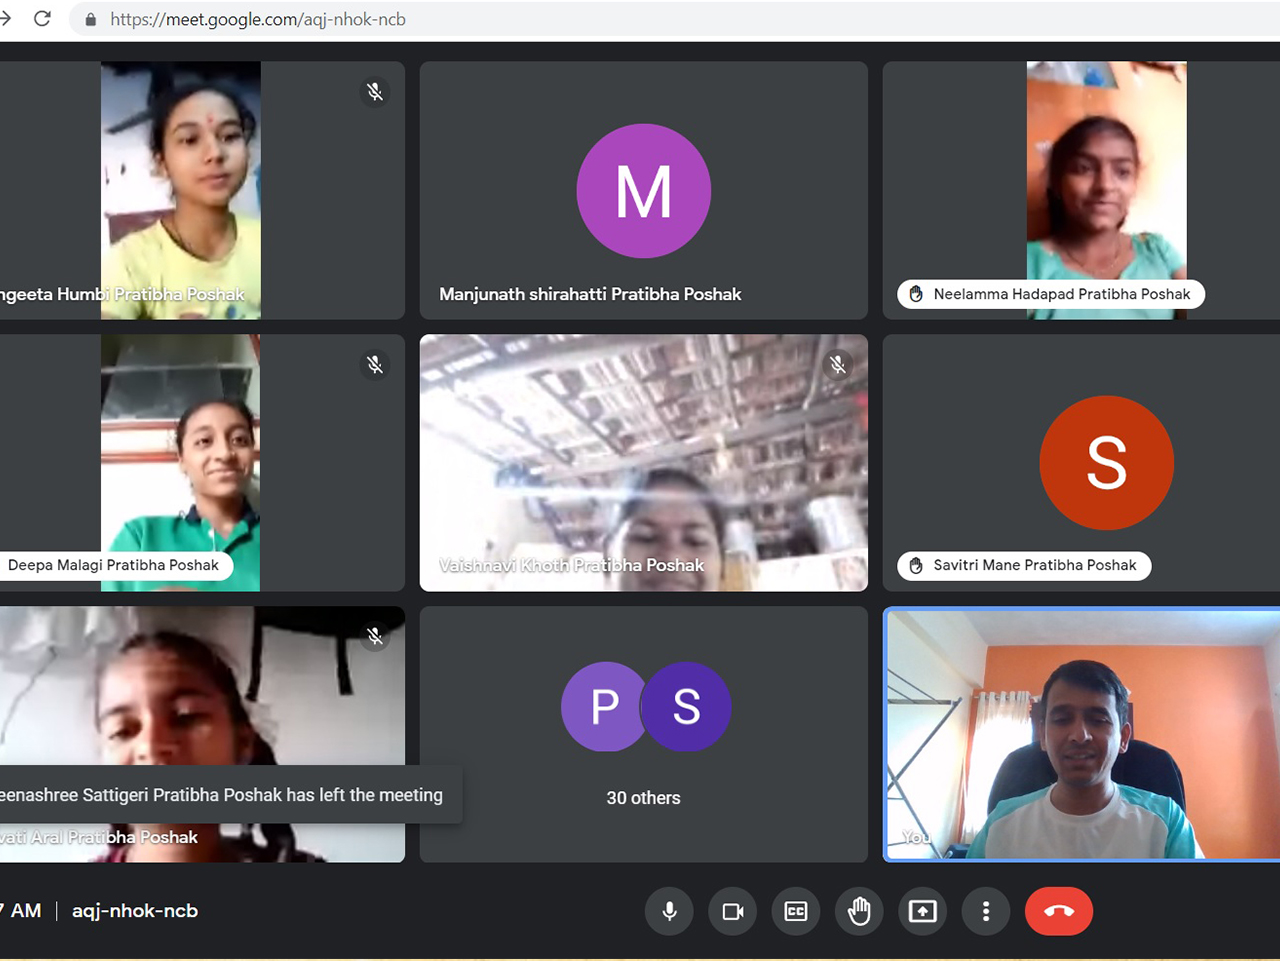 https://meet.google.com/aqj-nhok-ncb
ngeeta Humbi Pratibha Poshak
M
Manjunath shirahatti Pratibha Poshak
Neelamma Hadapad Pratibha Poshak
Deepa Malagi Pratibha Poshak
Vaishnavi Khoth Pratibha Poshak
S
Savitri Mane Pratibha Poshak
eenashree Sattigeri Pratibha Poshak has left the meeting
vati Aral Pratibha Poshak
P S
30 others
You
7 AM | aqj-nhok-ncb
CC